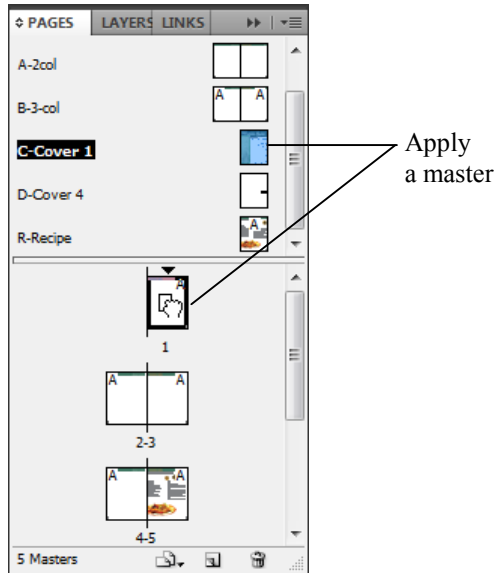 PAGES LAYERS LINKS
A-2col
B-3-col
A A
C-Cover 1
D-Cover 4
R-Recipe
A
Apply
a master
A
1
A A
2-3
A A
4-5
5 Masters